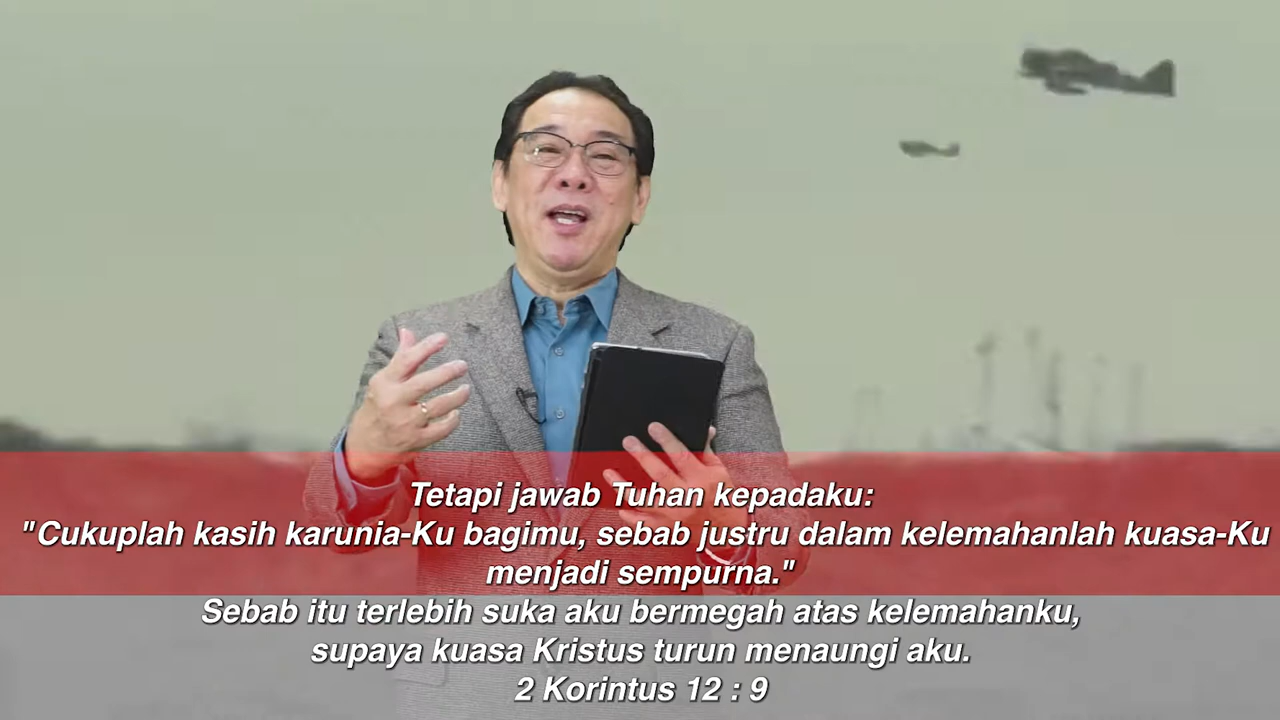 Tetapi jawab Tuhan kepadaku:
"Cukuplah kasih karunia-Ku bagimu, sebab justru dalam kelemahanlah kuasa-Ku
menjadi sempurna."
Sebab itu terlebih suka aku bermegah atas kelemahanku,
supaya kuasa Kristus turun menaungi aku.
2 Korintus 12 : 9